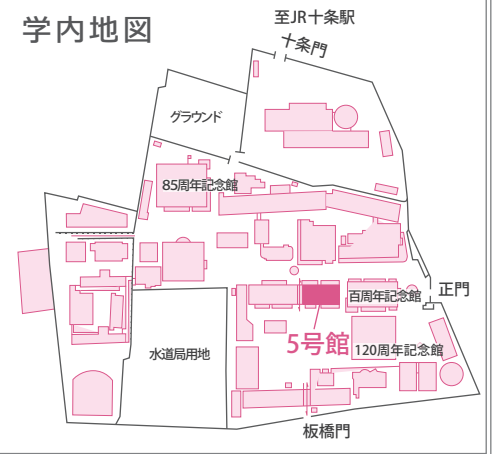 学内地図
至JR十条駅
十条門
グラウンド
85周年記念館
百周年記念館
正門
5号館
120周年記念館
水道局用地
板橋門